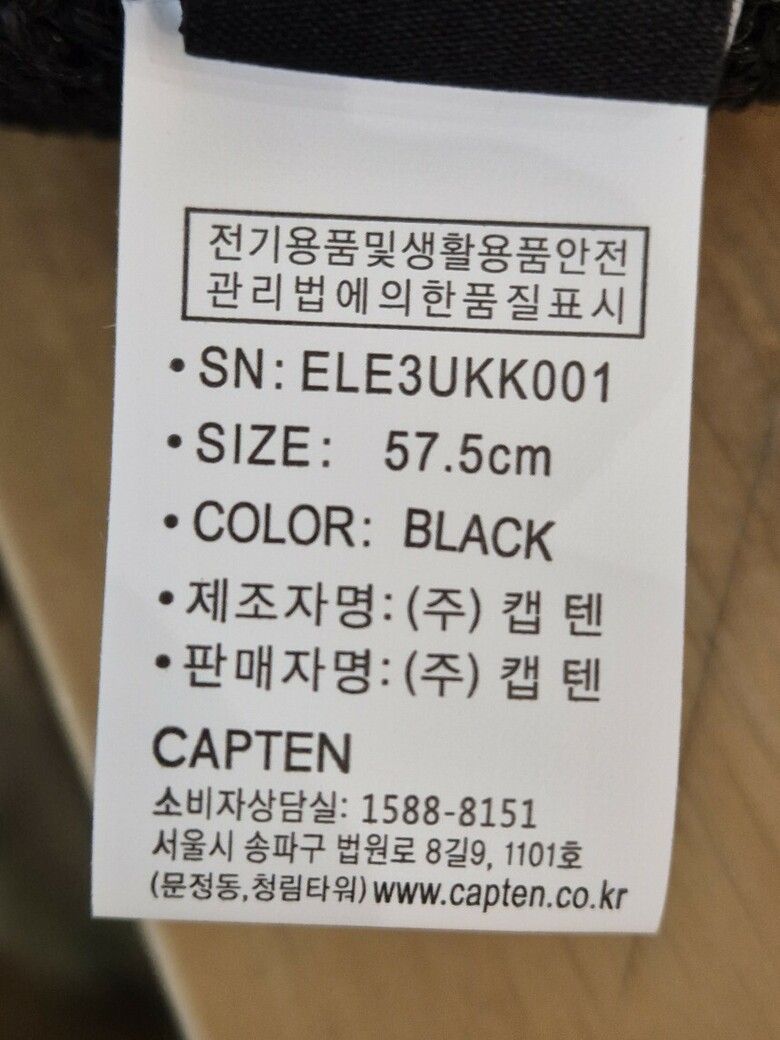 전기용품및생활용품안전
관리법에의한품질표시
•SN: ELE3UKK001
•SIZE: 57.5cm
•COLOR: BLACK
•제조자명: (주) 캡 텐
•판매자명: (주) 캡 텐
CAPTEN
소비자상담실: 1588-8151
서울시 송파구 법원로 8길9, 1101호
(문정동,청림타워) www.capten.co.kr